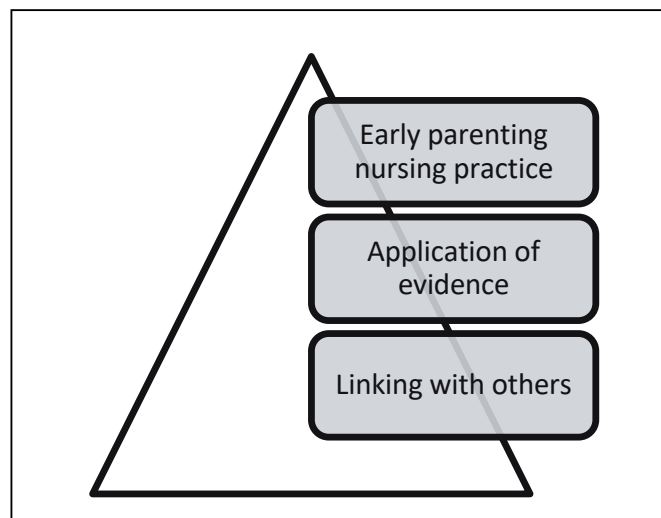 Early parenting
nursing practice
Application of
evidence
Linking with others